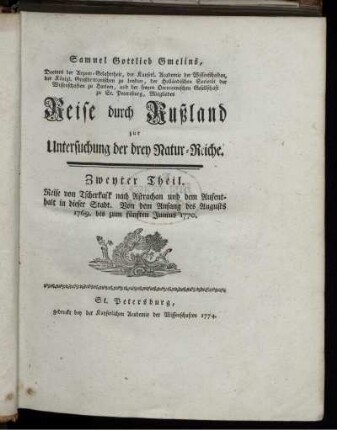 Samuel Gottlieb Gmelins,
Doctors der Arzney-Gelahrtheit, der Kayserl. Academie der Wissenschaften,
der Königl. Großbrittannischen zu London, der Holländischen Societät der
Wissenschaften zu Harlem, und der freyen Oeconomischen Gesellschaft
zu St. Petersburg, Mitgliedes
Reise durch Rußland
zur
Untersuchung der drey Natur-Reiche.
Zweyter Theil.
Reise von Tscherkask nach Astrachan und dem Aufent-
halt in dieser Stadt. Von dem Anfang des Augusts
1769. bis zum fünften Junius 1770.
St. Petersburg,
gedruckt bey der Kayserlichen Academie der Wissenschaften 1774.